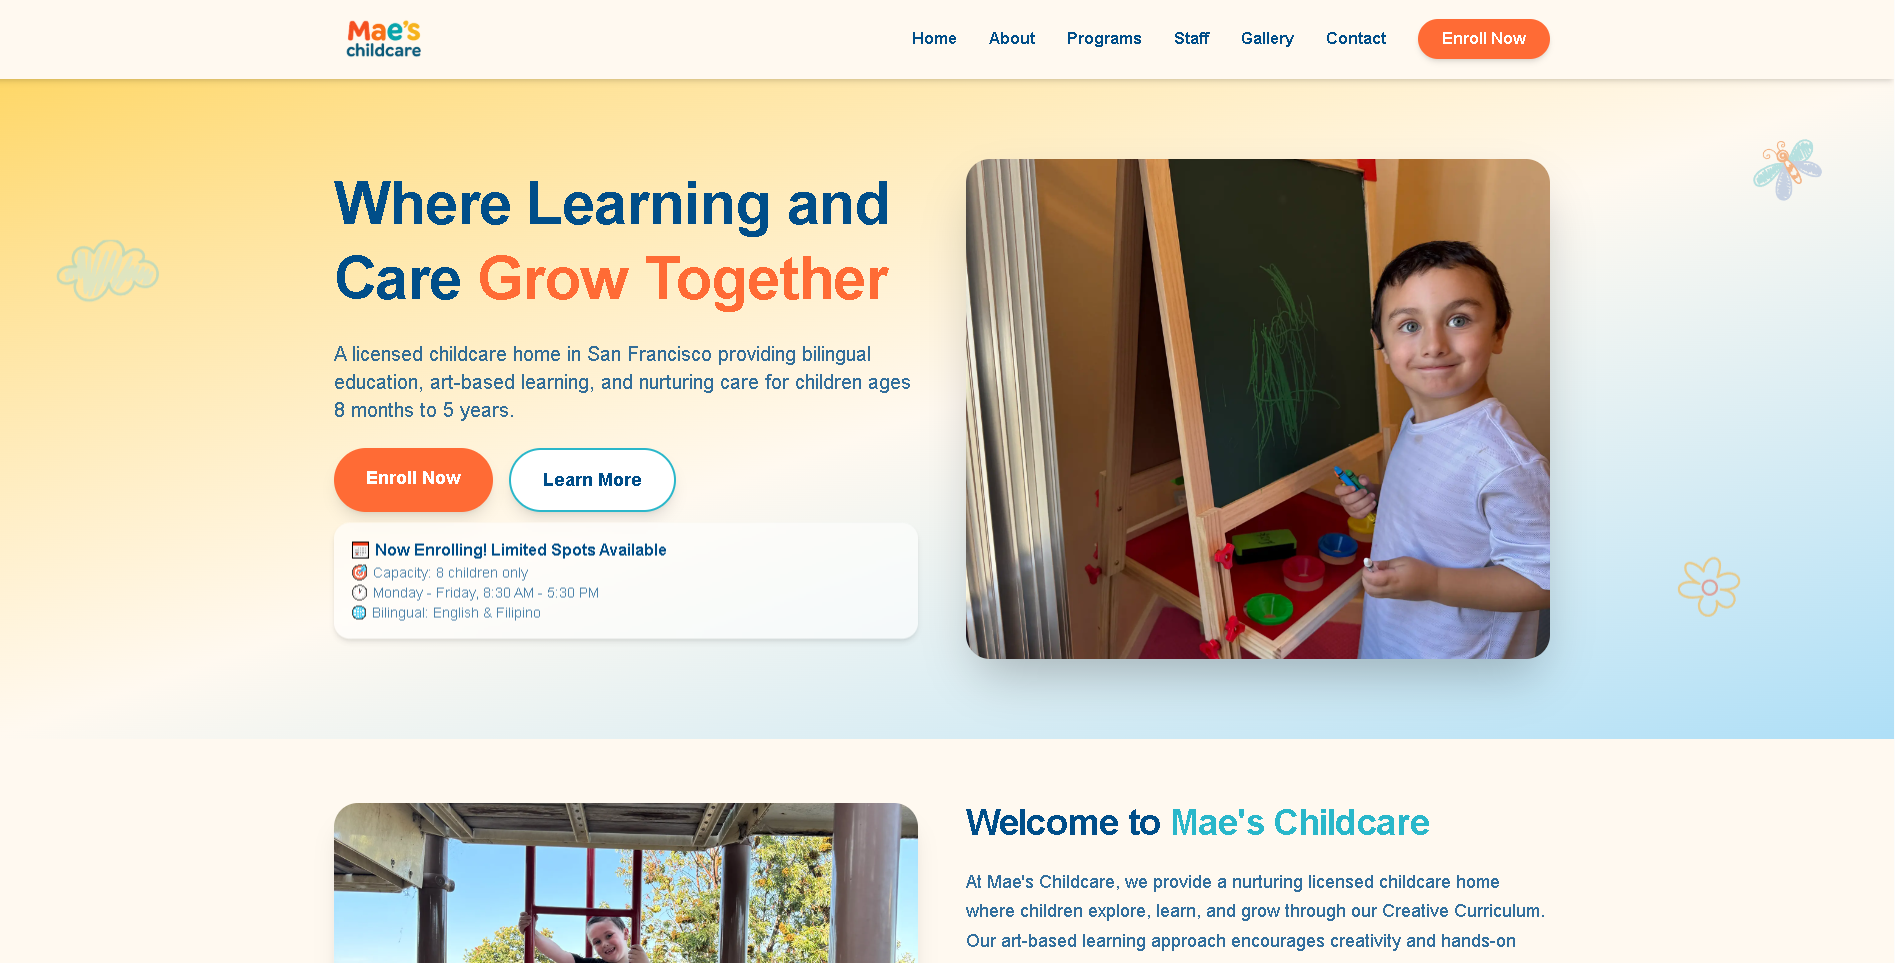 Mae's
childcare
Home About Programs Staff Gallery Contact Enroll Now
Where Learning and
Care Grow Together
A licensed childcare home in San Francisco providing bilingual
education, art-based learning, and nurturing care for children ages
8 months to 5 years.
Enroll Now Learn More
Now Enrolling! Limited Spots Available
Capacity: 8 children only
Monday - Friday, 8:30 AM - 5:30 PM
Bilingual: English & Filipino
Welcome to Mae's Childcare
At Mae's Childcare, we provide a nurturing licensed childcare home
where children explore, learn, and grow through our Creative Curriculum.
Our art-based learning approach encourages creativity and hands-on